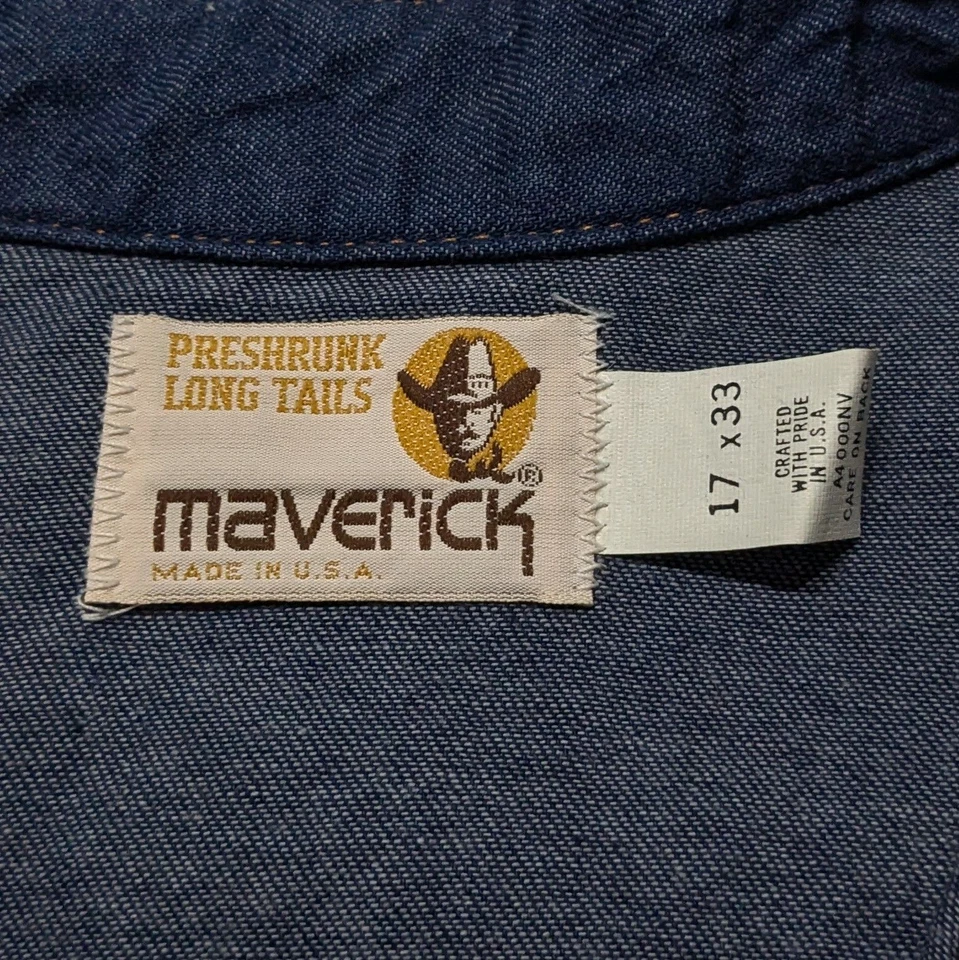 PRESHRUNK
LONG TAILS
maverick®
MADE IN U.S.A.
17 x 33
CRAFTED
WITH PRIDE
IN U.S.A.
A4000NV
CARE ON BACK